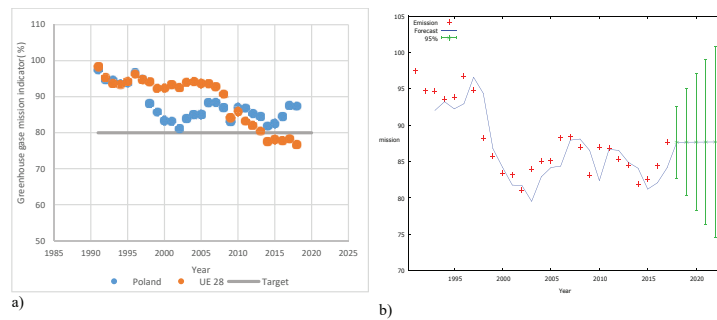 110
100
90
80
70
60
50
Greenhouse gase mission indicator( %)
1985 1990 1995 2000 2005 2010 2015 2020 2025
Year
Poland UE 28 Target
a)
105
100
95
90
85
80
75
70
mission
Emission
Forecast
95%
1995 2000 2005 2010 2015 2020
Year
b)